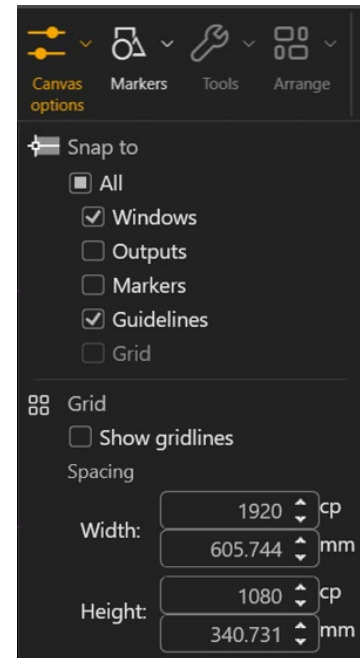 Canvas options Markers Tools Arrange
Snap to
All
Windows
Outputs
Markers
Guidelines
Grid
Grid
Show gridlines
Spacing
Width: 1920 cp
605.744 mm
Height: 1080 cp
340.731 mm